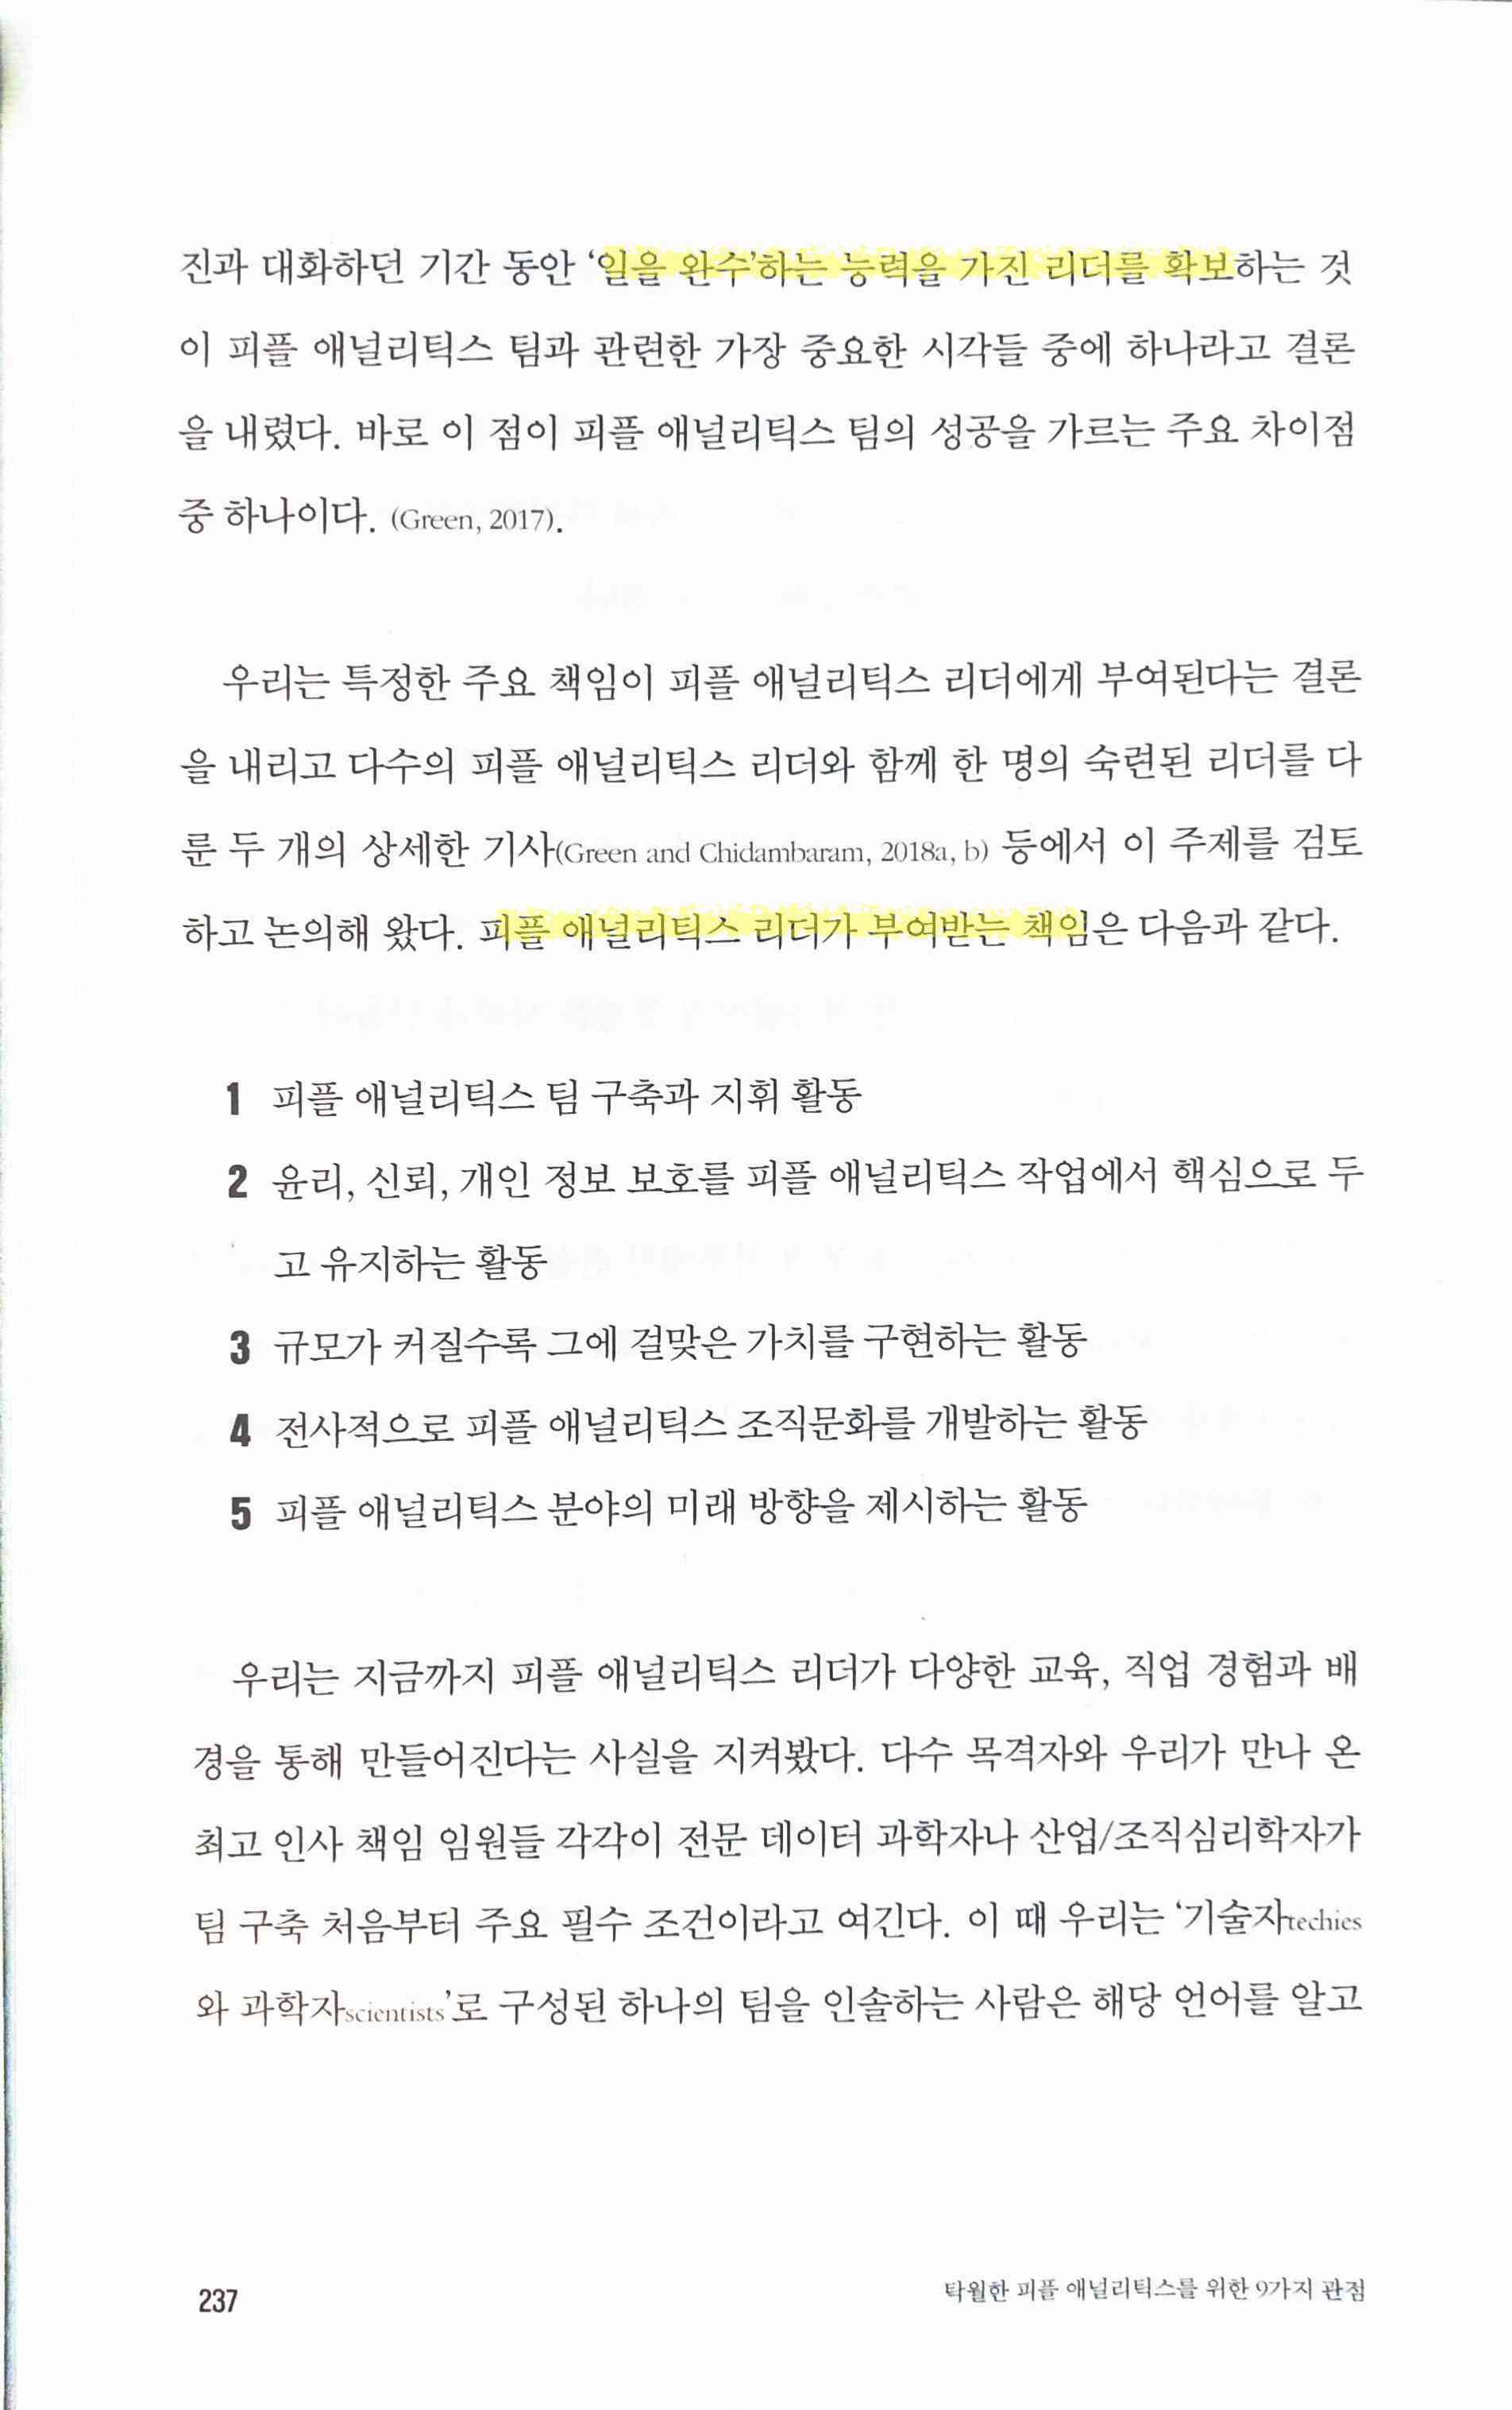 진과 대화하던 기간 동안 ‘일을 완수’하는 능력을 가진 리더를 확보하는 것
이 피플 애널리틱스 팀과 관련한 가장 중요한 시각들 중에 하나라고 결론
을 내렸다. 바로 이 점이 피플 애널리틱스 팀의 성공을 가르는 주요 차이점
중 하나이다. (Green, 2017).
우리는 특정한 주요 책임이 피플 애널리틱스 리더에게 부여된다는 결론
을 내리고 다수의 피플 애널리틱스 리더와 함께 한 명의 숙련된 리더를 다
룬 두 개의 상세한 기사(Green and Chidambaram, 2018a, b) 등에서 이 주제를 검토
하고 논의해 왔다. 피플 애널리틱스 리더가 부여받는 책임은 다음과 같다.
1 피플 애널리틱스 팀 구축과 지휘 활동
2 윤리, 신뢰, 개인 정보 보호를 피플 애널리틱스 작업에서 핵심으로 두
고 유지하는 활동
3 규모가 커질수록 그에 걸맞은 가치를 구현하는 활동
4 전사적으로 피플 애널리틱스 조직문화를 개발하는 활동
5 피플 애널리틱스 분야의 미래 방향을 제시하는 활동
우리는 지금까지 피플 애널리틱스 리더가 다양한 교육, 직업 경험과 배
경을 통해 만들어진다는 사실을 지켜봤다. 다수 목격자와 우리가 만나 온
최고 인사 책임 임원들 각각이 전문 데이터 과학자나 산업/조직심리학자가
팀 구축 처음부터 주요 필수 조건이라고 여긴다. 이 때 우리는 ‘기술자techies
와 과학자scientists’로 구성된 하나의 팀을 인솔하는 사람은 해당 언어를 알고
237
탁월한 피플 애널리틱스를 위한 9가지 관점